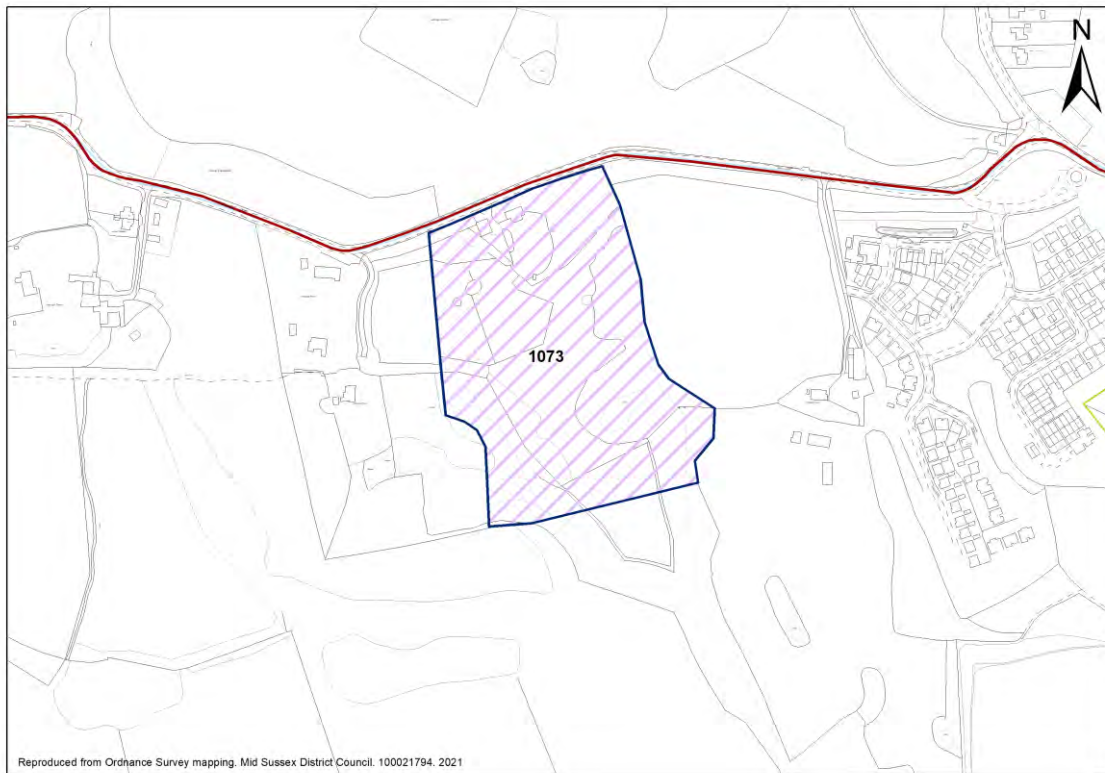 N
1073
Reproduced from Ordnance Survey mapping. Mid Sussex District Council. 100021794. 2021